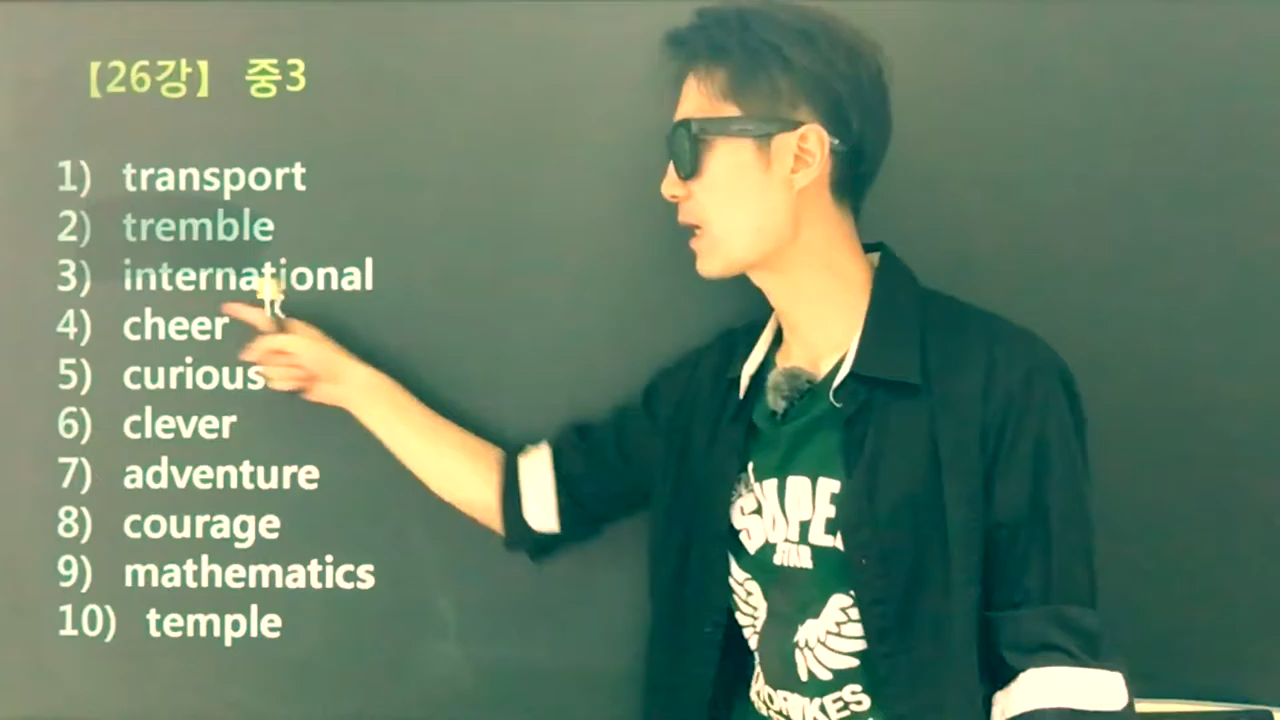 【26강】 중3
1) transport
2) tremble
3) international
4) cheer
5) curious
6) clever
7) adventure
8) courage
9) mathematics
10) temple
STAR